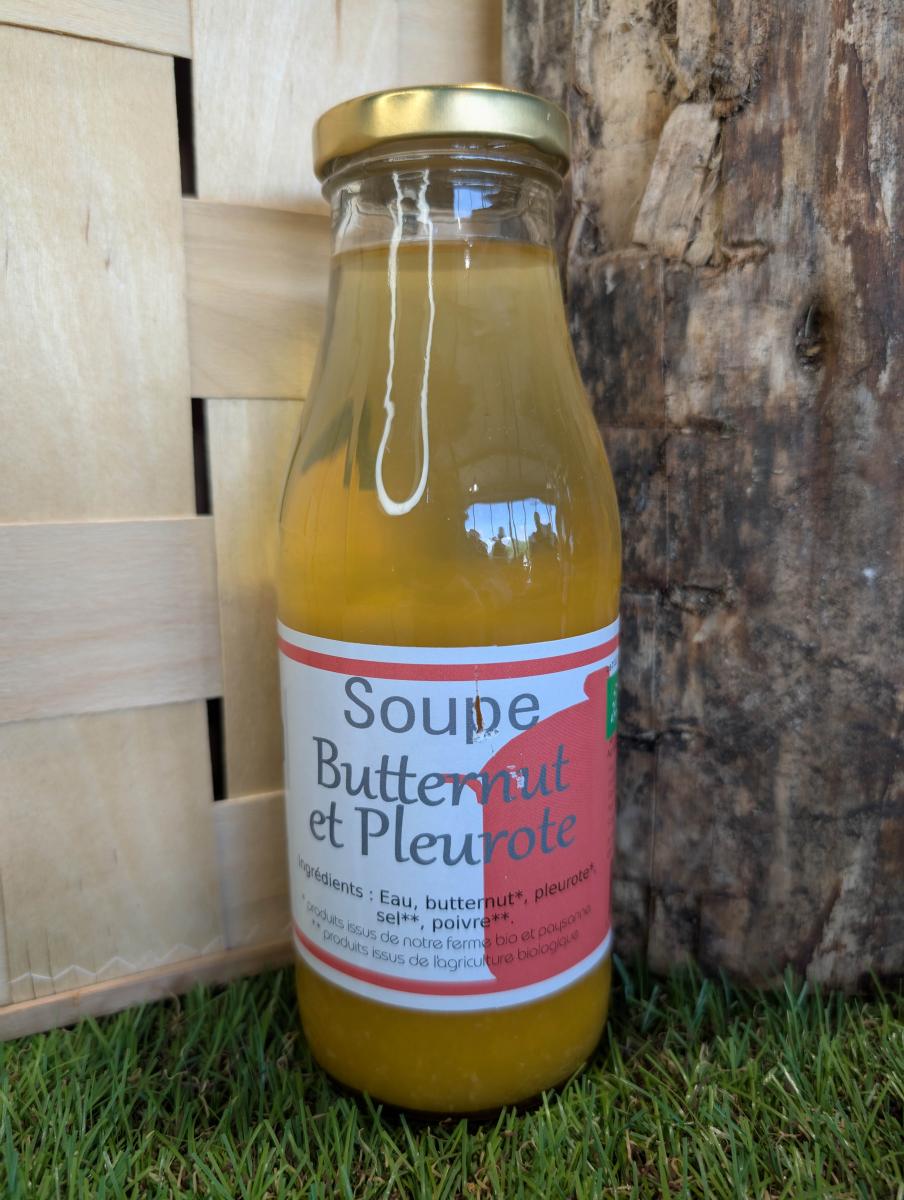 Soupe
Butternut
et Pleurote
Ingrédients : Eau, butternut*, pleurote*,
sel**, poivre**.
* produits issus de notre ferme bio et paysanne
** produits issus de l'agriculture biologique